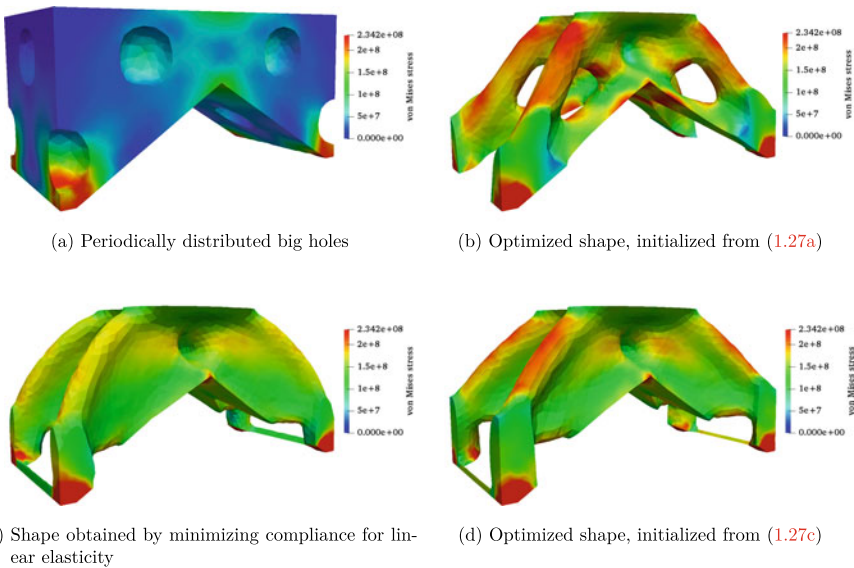 2.342e+08
2e+8
1.5e+8
1e+8
5e+7
0.000e+00
von Mises stress
2.342e+08
2e+8
1.5e+8
1e+8
5e+7
0.000e+00
von Mises stress
(a) Periodically distributed big holes
(b) Optimized shape, initialized from (1.27a)
2.342e+08
2e+8
1.5e+8
1e+8
5e+7
0.000e+00
von Mises stress
2.342e+08
2e+8
1.5e+8
1e+8
5e+7
0.000e+00
von Mises stress
) Shape obtained by minimizing compliance for lin-
ear elasticity
(d) Optimized shape, initialized from (1.27c)